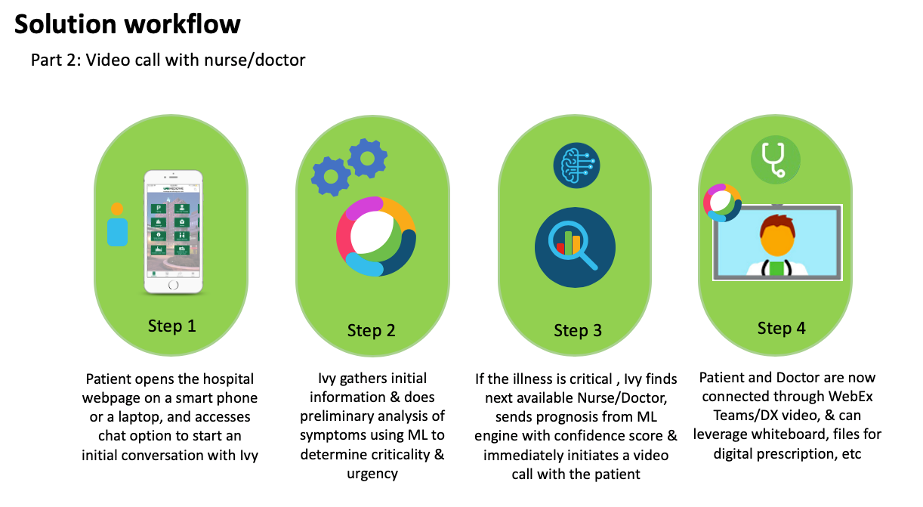 Solution workflow
Part 2: Video call with nurse/doctor
Step 1
Step 2
Step 3
Step 4
Patient opens the hospital
webpage on a smart phone
or a laptop, and accesses
chat option to start an
initial conversation with Ivy
Ivy gathers initial
information & does
preliminary analysis of
symptoms using ML to
determine criticality &
urgency
If the illness is critical , Ivy finds
next available Nurse/Doctor,
sends prognosis from ML
engine with confidence score &
immediately initiates a video
call with the patient
Patient and Doctor are now
connected through WebEx
Teams/DX video, & can
leverage whiteboard, files for
digital prescription, etc